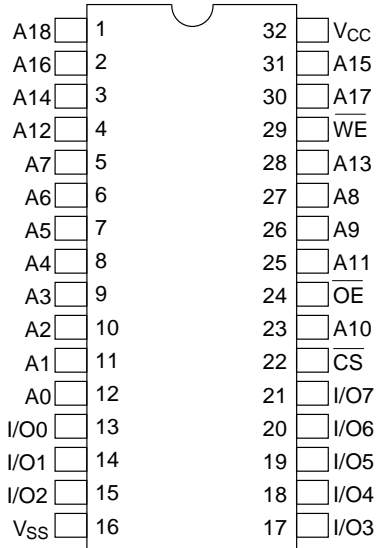 A18 1 32 VCC
A16 2 31 A15
A14 3 30 A17
A12 4 29 WE
A7 5 28 A13
A6 6 27 A8
A5 7 26 A9
A4 8 25 A11
A3 9 24 OE
A2 10 23 A10
A1 11 22 CS
A0 12 21 I/O7
I/O0 13 20 I/O6
I/O1 14 19 I/O5
I/O2 15 18 I/O4
VSS 16 17 I/O3